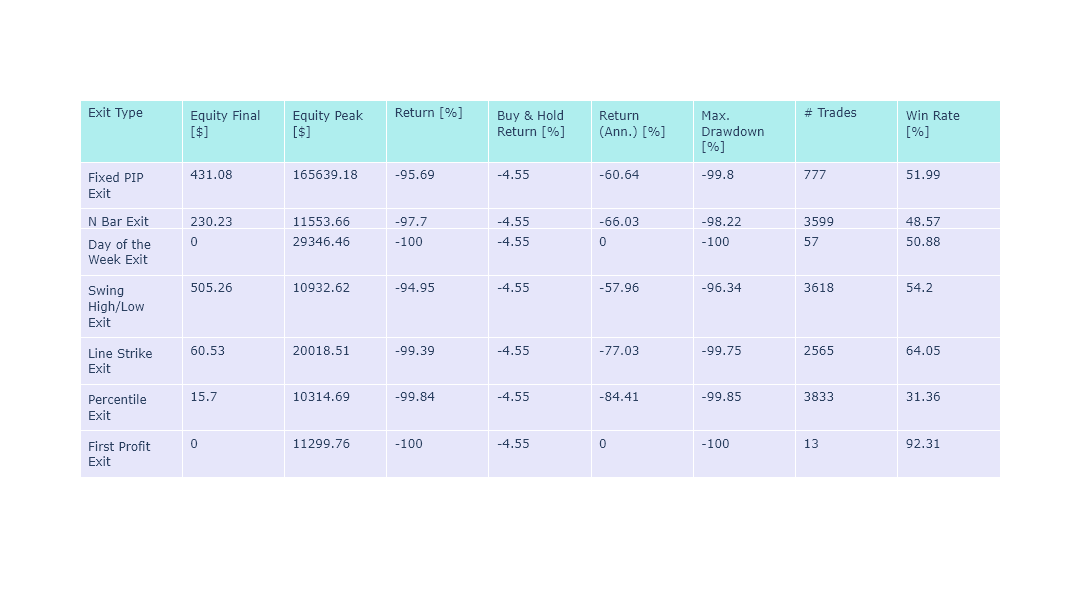 Exit Type Equity Final [$] Equity Peak [$] Return [%] Buy & Hold Return [%] Return (Ann.) [%] Max. Drawdown [%] # Trades Win Rate [%]
Fixed PIP Exit 431.08 165639.18 -95.69 -4.55 -60.64 -99.8 777 51.99
N Bar Exit 230.23 11553.66 -97.7 -4.55 -66.03 -98.22 3599 48.57
Day of the Week Exit 0 29346.46 -100 -4.55 0 -100 57 50.88
Swing High/Low Exit 505.26 10932.62 -94.95 -4.55 -57.96 -96.34 3618 54.2
Line Strike Exit 60.53 20018.51 -99.39 -4.55 -77.03 -99.75 2565 64.05
Percentile Exit 15.7 10314.69 -99.84 -4.55 -84.41 -99.85 3833 31.36
First Profit Exit 0 11299.76 -100 -4.55 0 -100 13 92.31